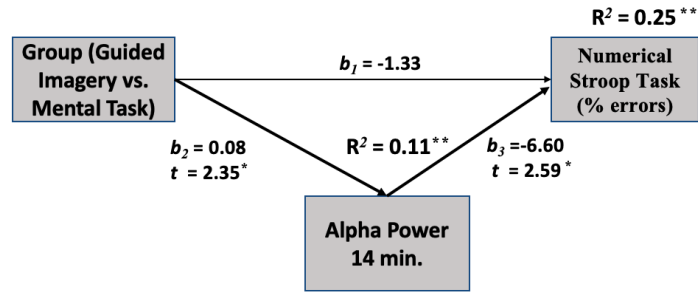 R² = 0.25 **
Group (Guided
Imagery vs.
Mental Task)
b₁ = -1.33
Numerical
Stroop Task
(% errors)
b₂ = 0.08
t = 2.35*
R² = 0.11**
b₃ =-6.60
t = 2.59 *
Alpha Power
14 min.